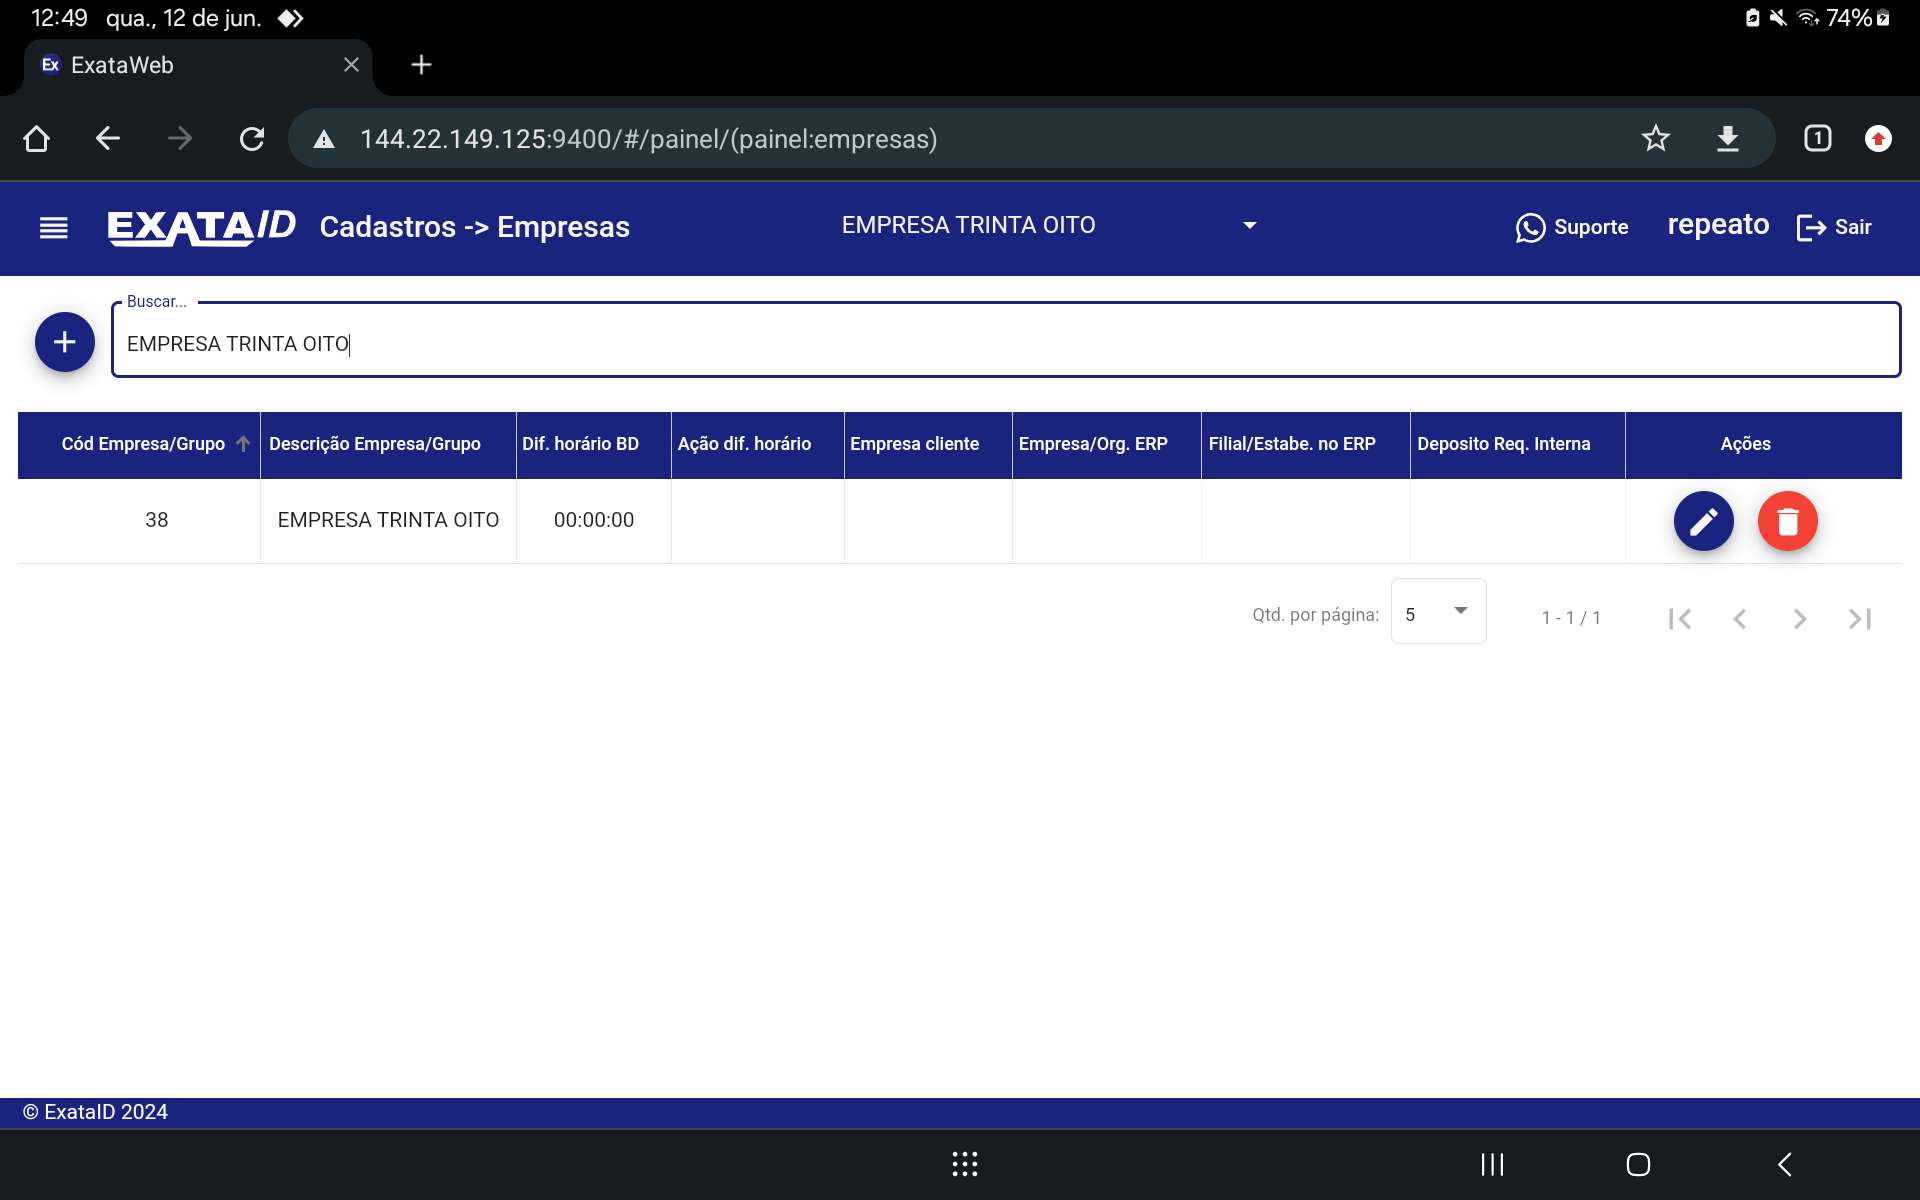 12:49 qua., 12 de jun. 74%
Ex ExataWeb
144.22.149.125:9400/#/painel/(painel:empresas) 1
EXATAID Cadastros -> Empresas EMPRESA TRINTA OITO Suporte repeato Sair
Buscar...
EMPRESA TRINTA OITO
Cód Empresa/Grupo Descrição Empresa/Grupo Dif. horário BD Ação dif. horário Empresa cliente Empresa/Org. ERP Filial/Estabe. no ERP Deposito Req. Interna Ações
38 EMPRESA TRINTA OITO 00:00:00
Qtd. por página: 5 1 - 1 / 1
© ExataID 2024